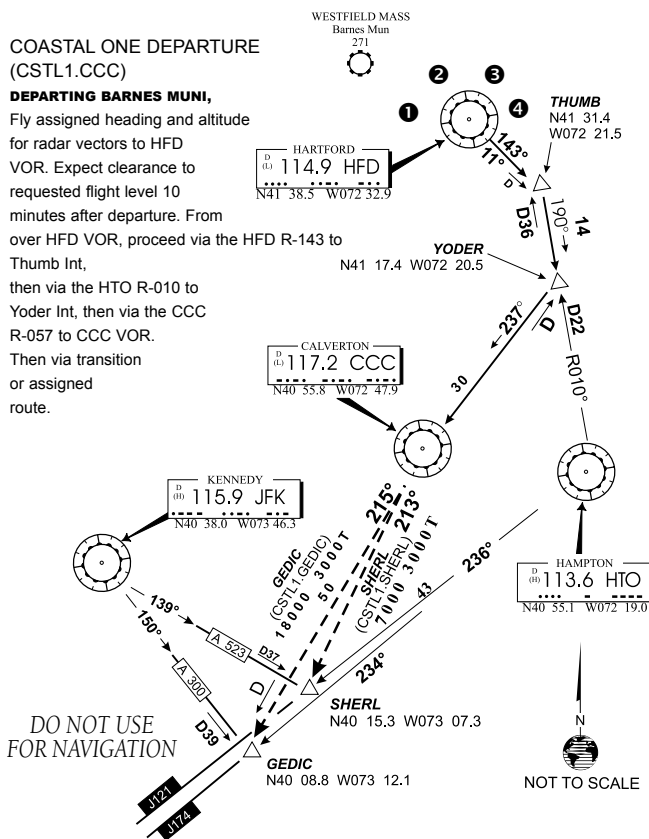 WESTFIELD MASS
Barnes Mun
271
COASTAL ONE DEPARTURE
(CSTL1.CCC)
DEPARTING BARNES MUNI,
Fly assigned heading and altitude
for radar vectors to HFD
VOR. Expect clearance to
requested flight level 10
minutes after departure. From
over HFD VOR, proceed via the HFD R-143 to
Thumb Int,
then via the HTO R-010 to
Yoder Int, then via the CCC
R-057 to CCC VOR.
Then via transition
or assigned
route.
❶
❷
❸
❹
THUMB
N41 31.4
W072 21.5
HARTFORD
D
(L) 114.9 HFD
N41 38.5 W072 32.9
143°
11°
D
D36
190°
14
YODER
N41 17.4 W072 20.5
237°
D
D22
R010°
30
CALVERTON
D
(L) 117.2 CCC
N40 55.8 W072 47.9
KENNEDY
D
(H) 115.9 JFK
N40 38.0 W073 46.3
215°
213°
GEDIC
(CSTL1.GEDIC)
18000 3000T
50
SHERL
(CSTL1.SHERL)
7000 3000T
236°
43
234°
HAMPTON
D
(H) 113.6 HTO
N40 55.1 W072 19.0
139°
A 523
D37
150°
A 300
D39
D
SHERL
N40 15.3 W073 07.3
GEDIC
N40 08.8 W073 12.1
DO NOT USE
FOR NAVIGATION
J121
J174
N
NOT TO SCALE